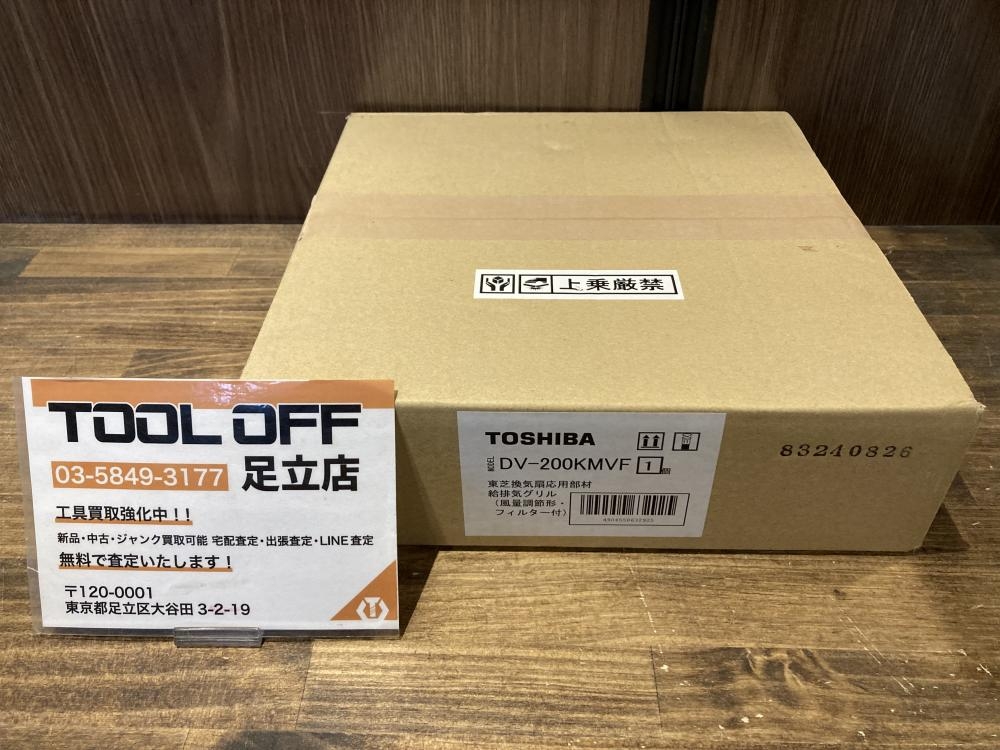 上乗厳禁
TOSHIBA
MODEL DV-200KMVF 1個
東芝換気扇応用部材
給排気グリル
(風量調節形・
フィルター付)
4904550632925
83240826
TOOL OFF
03-5849-3177 足立店
工具買取強化中!!
新品・中古・ジャンク買取可能 宅配査定・出張査定・LINE査定
無料で査定いたします!
〒120-0001
東京都足立区大谷田 3-2-19